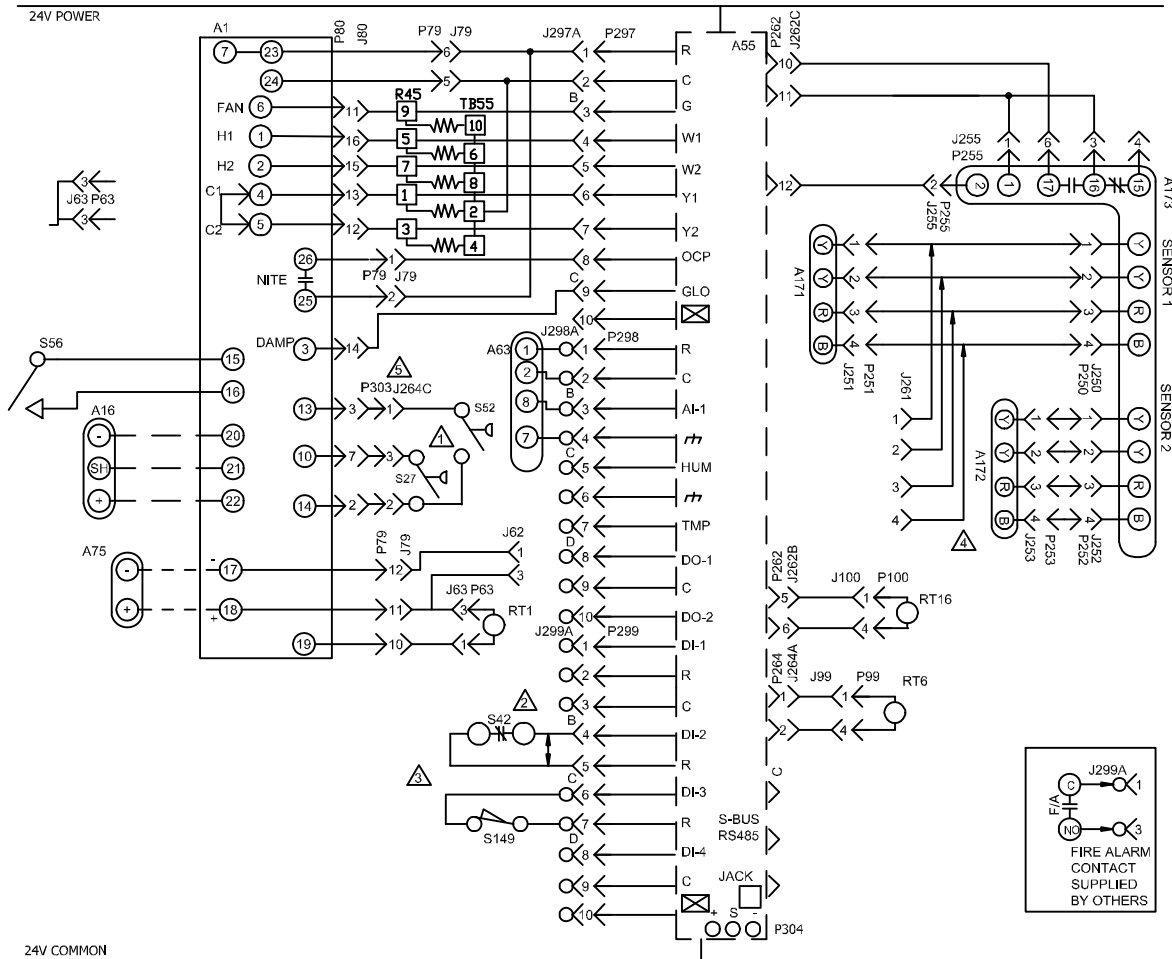 24V POWER
A1
P80
J80
P79 J79
J297A P297
A55
P262
J262C
7
23
6
1
R
10
24
5
2
C
11
R45
TB55
B
FAN 6
11
9
10
3
G
H1
1
16
5
6
4
W1
H2
2
15
7
8
5
W2
C1
4
13
1
2
6
Y1
C2
5
12
3
4
7
Y2
J255
P255
1
6
3
4
12
2
P255
J255
2
1
17
16
15
A173
3
J63 P63
3
26
1
8
OCP
NITE
P79 J79
C
25
2
9
GLO
10
DAMP 3
14
J298A
P298
A171
Y
1
1
Y
Y
2
2
Y
R
3
3
R
B
4
4
B
SENSOR 1
J251
P251
J261
P250
J250
S56
15
16
A63
1
1
R
2
2
C
B
8
3
AI-1
7
4
C
5
HUM
6
7
TMP
D
8
DO-1
9
C
10
DO-2
5
P303 J264C
13
3
1
S52
1
10
7
3
S27
14
2
2
A16
-
20
SH
21
+
22
1
2
3
4
SENSOR 2
A172
Y
1
1
Y
Y
2
2
Y
R
3
3
R
B
4
4
B
J253
P253
P252
J252
4
A75
P79
J79
J62
-
-
17
12
1
3
J63 P63
+
+
18
11
3
RT1
19
10
1
P262
J262B
J100 P100
5
1
RT16
6
4
P264
J264A
J99 P99
1
1
RT6
2
4
J299A
P299
1
DI-1
2
R
3
C
2
S42
B
4
DI-2
5
R
3
C
6
DI-3
7
R
S149
D
8
DI-4
9
C
10
C
S-BUS
RS485
JACK
+ S -
P304
J299A
C
1
F/A
NO
3
FIRE ALARM
CONTACT
SUPPLIED
BY OTHERS
24V COMMON